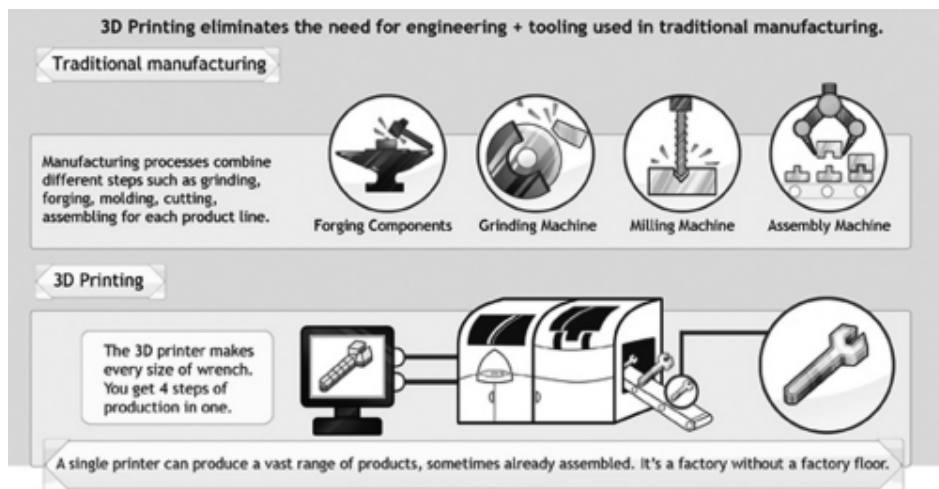 3D Printing eliminates the need for engineering + tooling used in traditional manufacturing.
Traditional manufacturing
Manufacturing processes combine
different steps such as grinding,
forging, molding, cutting,
assembling for each product line.
Forging Components
Grinding Machine
Milling Machine
Assembly Machine
3D Printing
The 3D printer makes
every size of wrench.
You get 4 steps of
production in one.
A single printer can produce a vast range of products, sometimes already assembled. It's a factory without a factory floor.